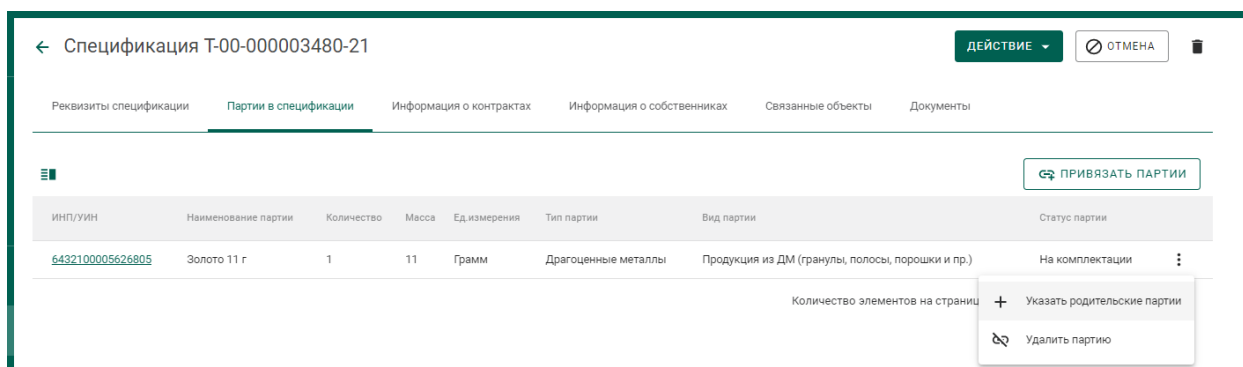 Спецификация Т-00-000003480-21
ДЕЙСТВИЕ
ОТМЕНА
Реквизиты спецификации Партии в спецификации Информация о контрактах Информация о собственниках Связанные объекты Документы
ПРИВЯЗАТЬ ПАРТИИ
ИНП/УИН Наименование партии Количество Масса Ед.измерения Тип партии Вид партии Статус партии
6432100005626805 Золото 11 г 1 11 Грамм Драгоценные металлы Продукция из ДМ (гранулы, полосы, порошки и пр.) На комплектации
Количество элементов на страниц
Указать родительские партии
Удалить партию